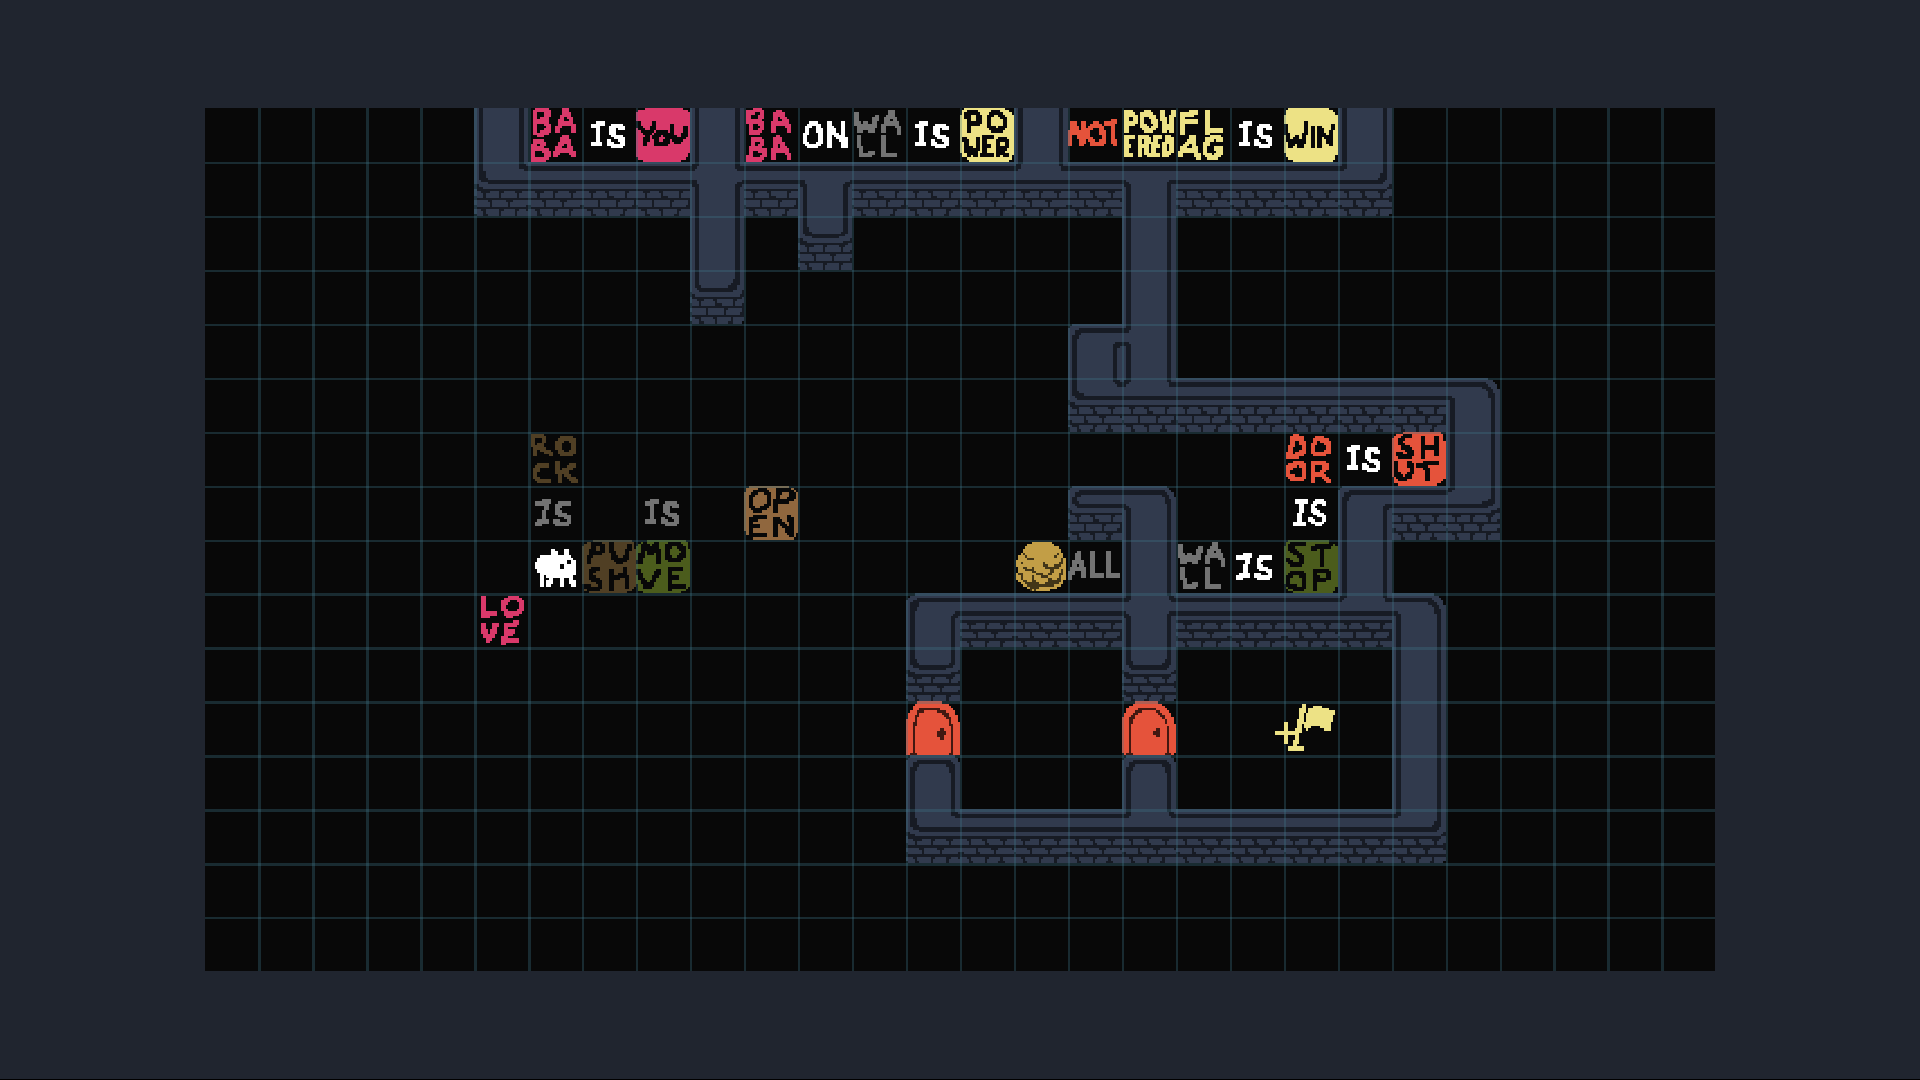 BABA IS YOU BABA ON WALL IS POWER NOT POWERED FLAG IS WIN
ROCK DOOR IS SHUT
IS IS OPEN IS
PUSH MOVE ALL WALL IS STOP
LOVE